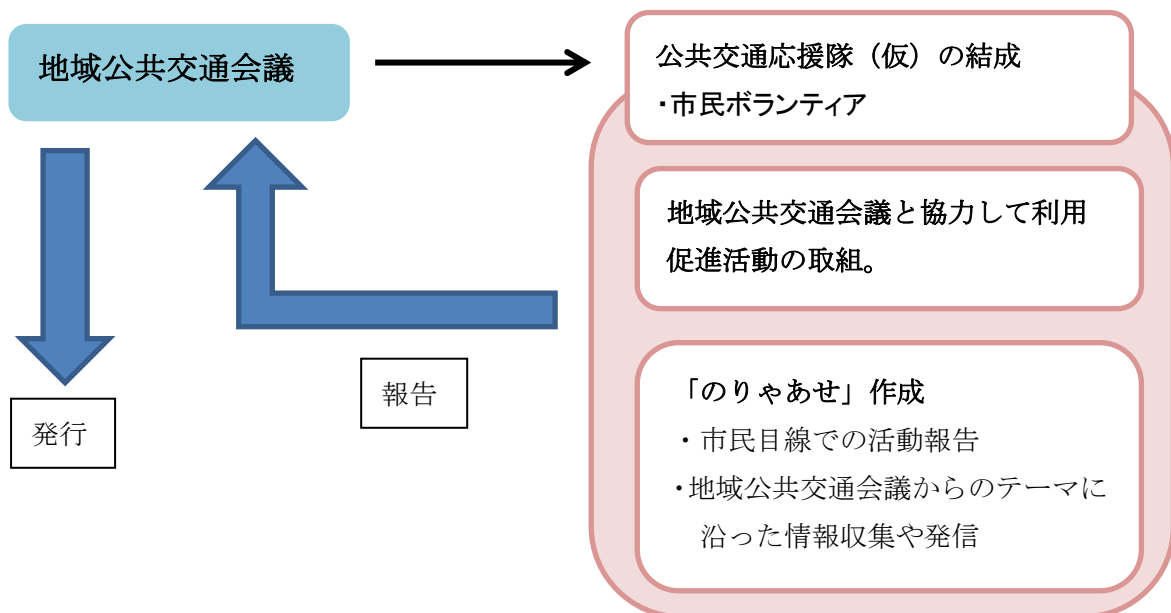 地域公共交通会議
公共交通応援隊（仮）の結成
・市民ボランティア
地域公共交通会議と協力して利用
促進活動の取組。
「のりゃあせ」作成
・市民目線での活動報告
・地域公共交通会議からのテーマに
沿った情報収集や発信
報告
発行